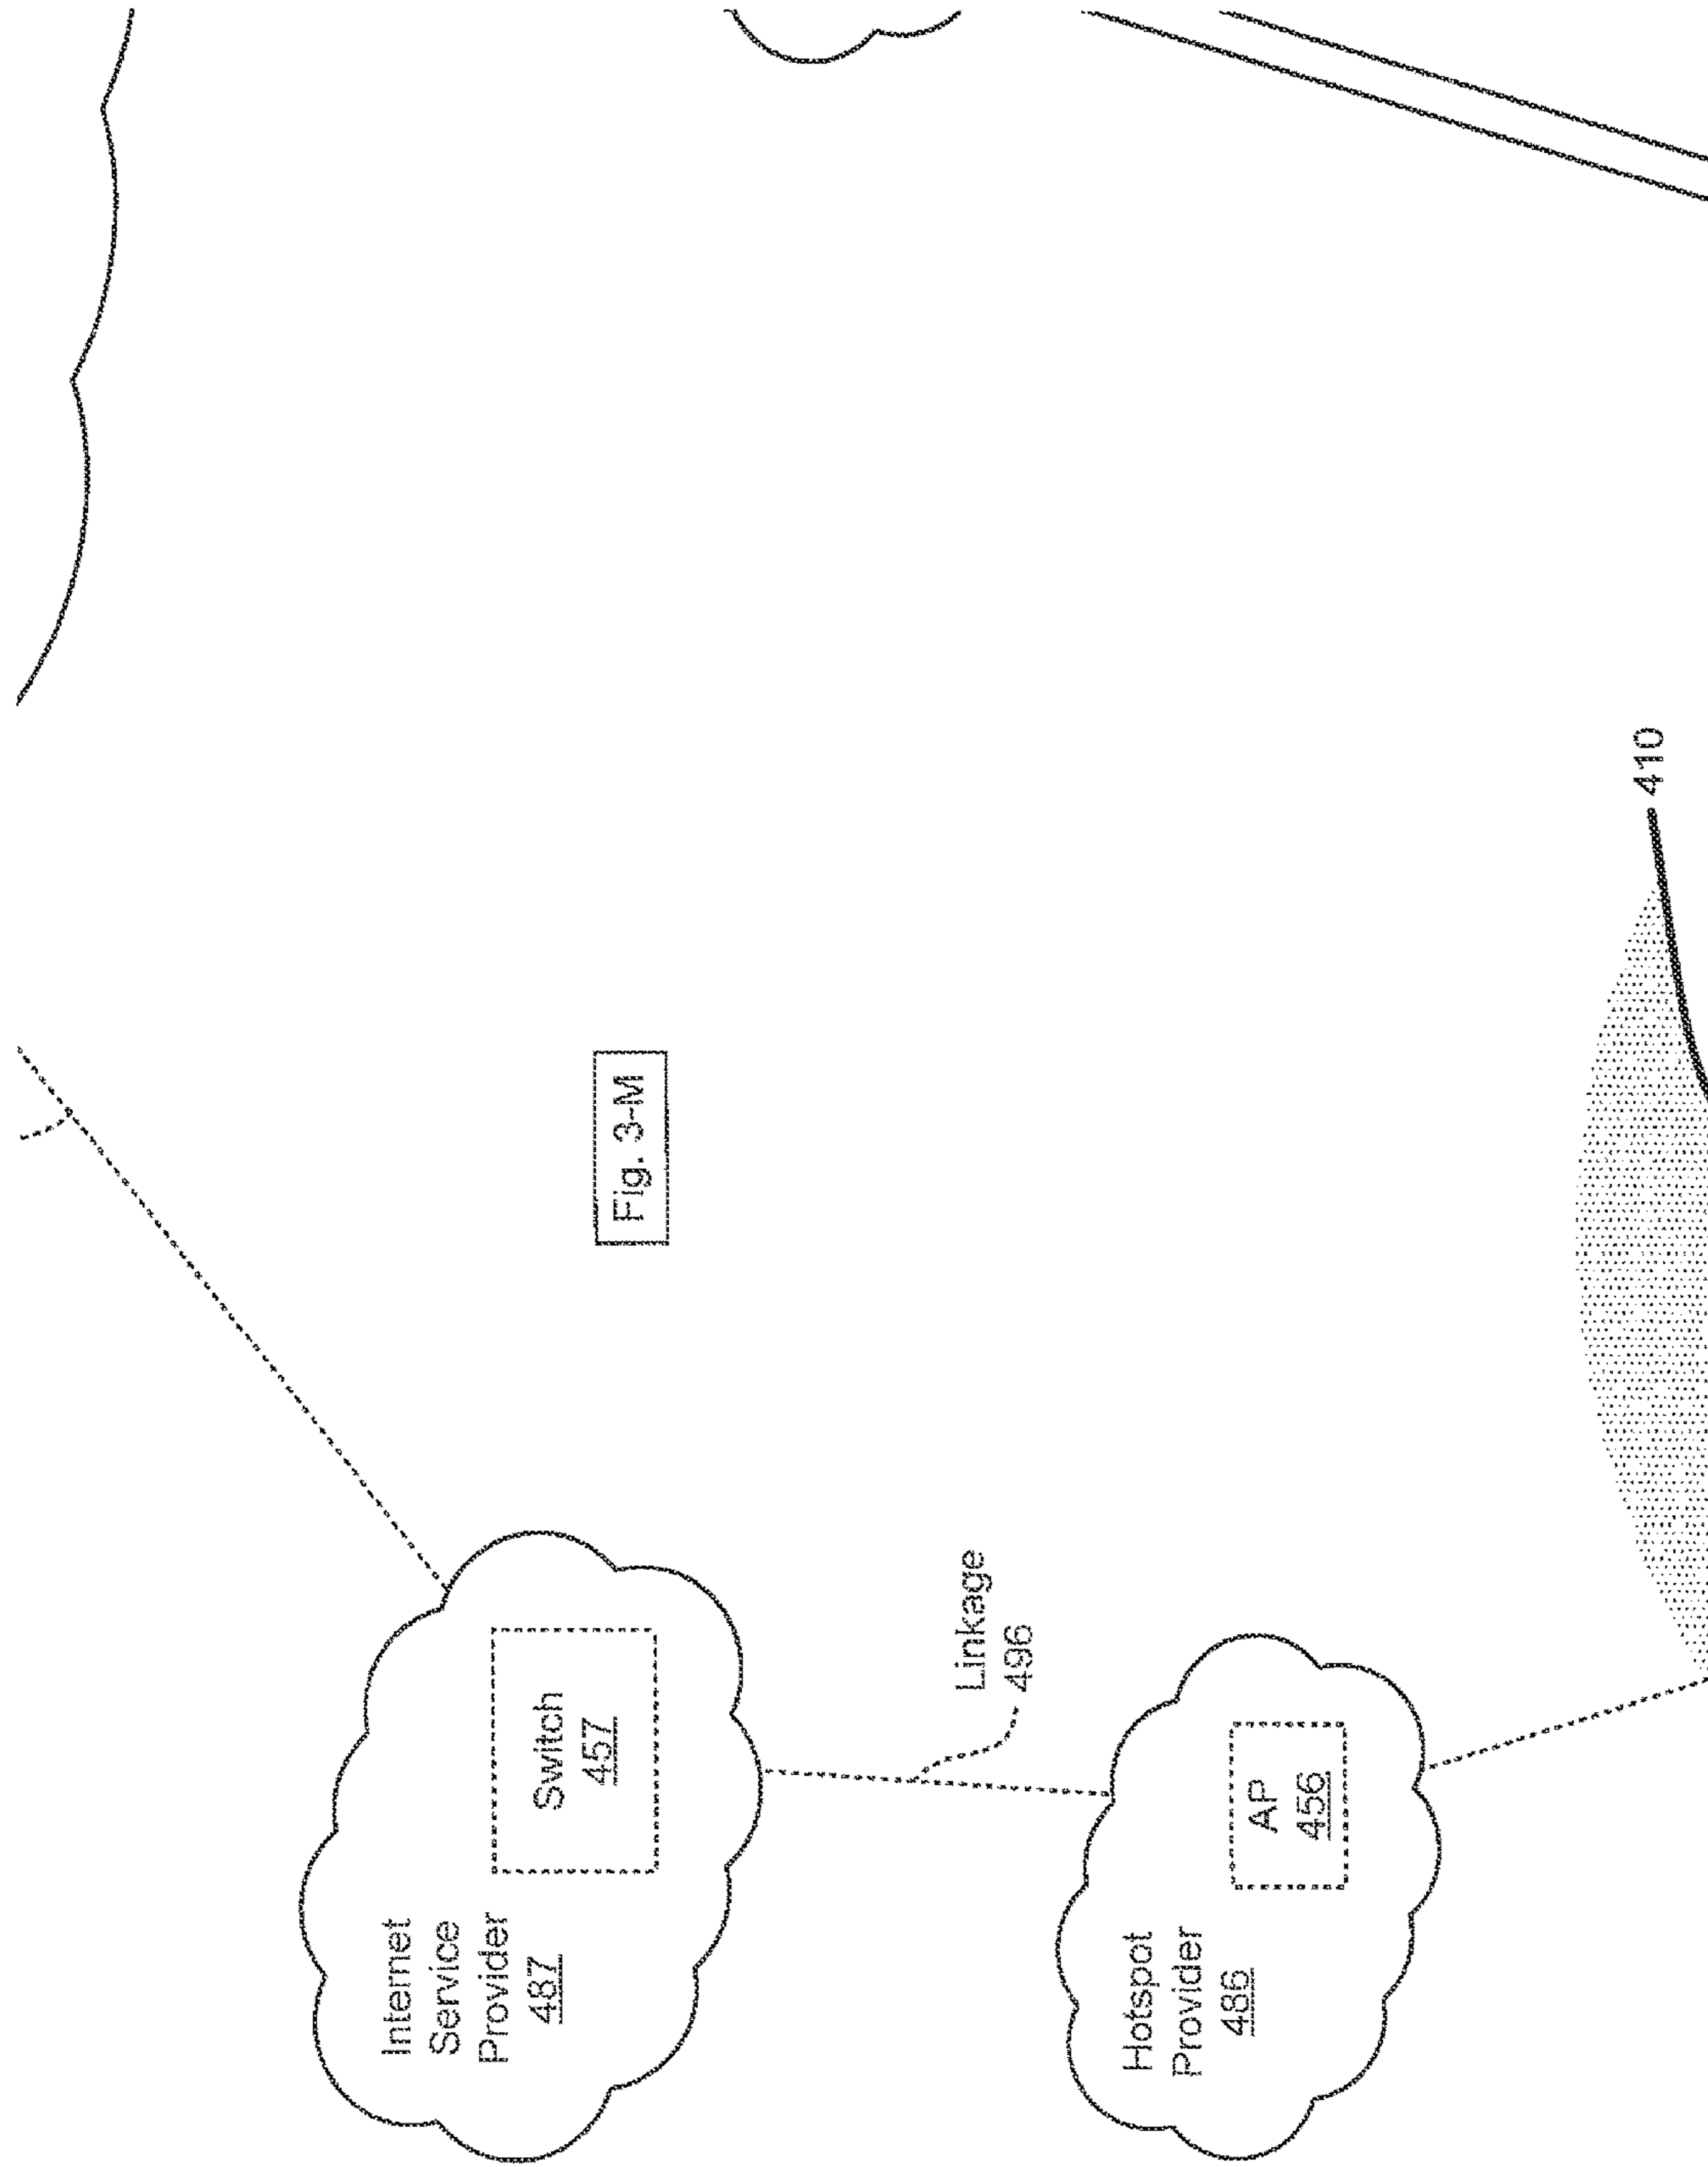 Internet
Service
Provider
487
Switch
457
Fig. 3-M
Linkage
496
Hotspot
Provider
486
AP
456
410